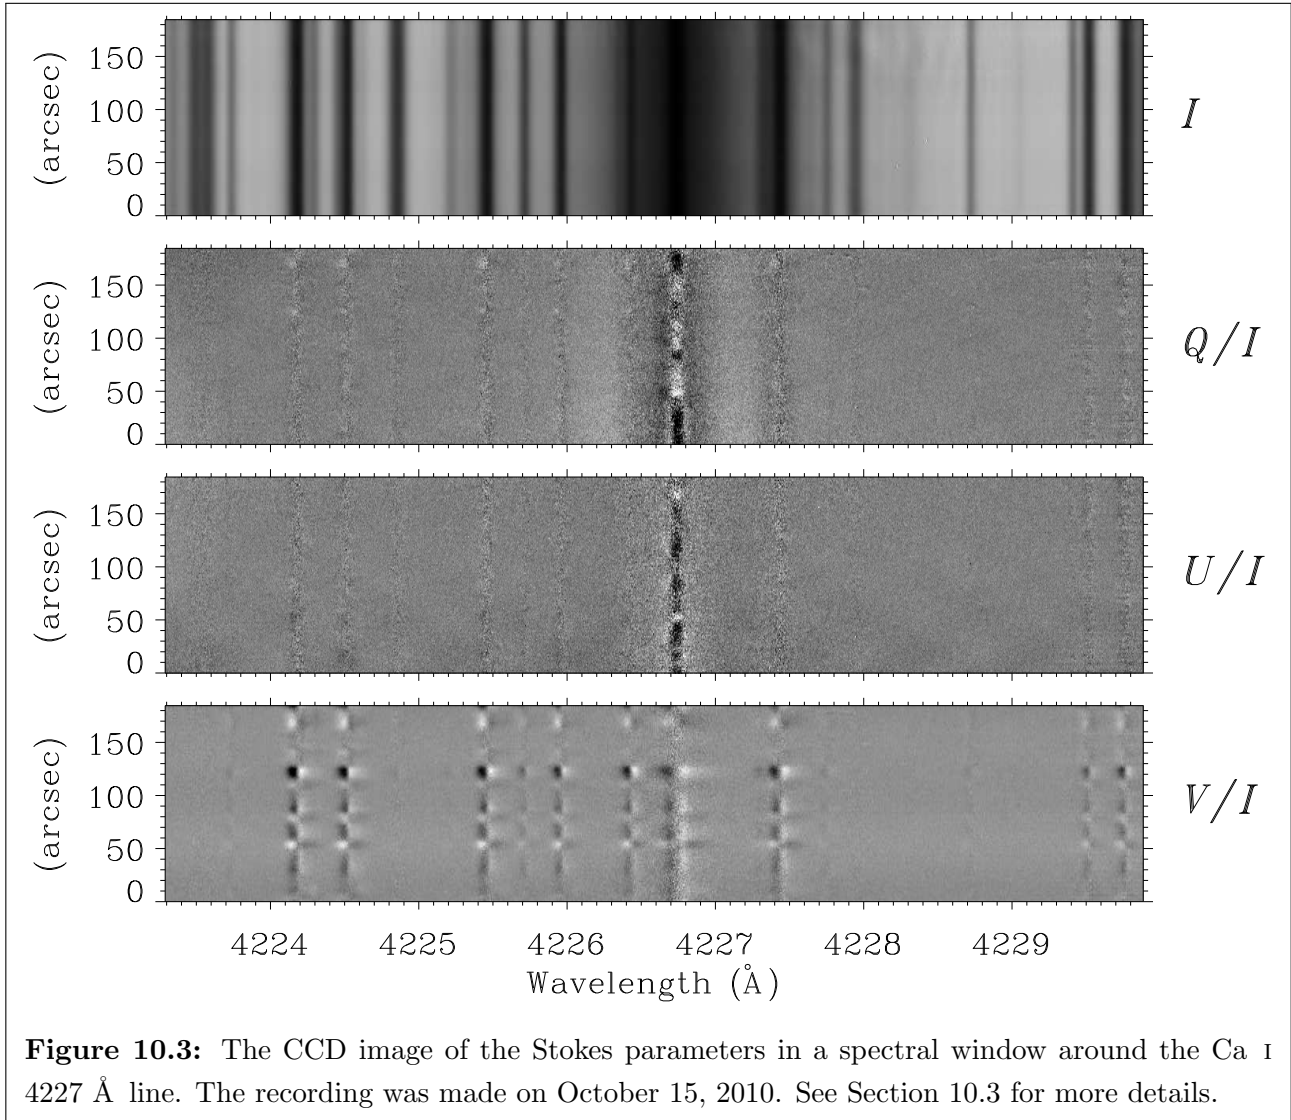 150
100
50
0
(arcsec)
I
150
100
50
0
(arcsec)
Q/I
150
100
50
0
(arcsec)
U/I
150
100
50
0
(arcsec)
V/I
4224 4225 4226 4227 4228 4229
Wavelength (Å)
Figure 10.3: The CCD image of the Stokes parameters in a spectral window around the Ca I
4227 Å line. The recording was made on October 15, 2010. See Section 10.3 for more details.